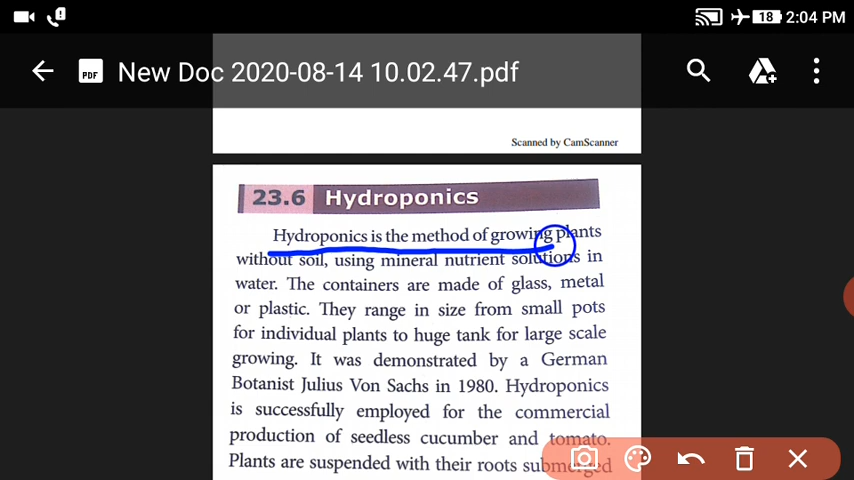 18 2:04 PM
PDF New Doc 2020-08-14 10.02.47.pdf
Scanned by CamScanner
23.6 Hydroponics
Hydroponics is the method of growing plants
without soil, using mineral nutrient solutions in
water. The containers are made of glass, metal
or plastic. They range in size from small pots
for individual plants to huge tank for large scale
growing. It was demonstrated by a German
Botanist Julius Von Sachs in 1980. Hydroponics
is successfully employed for the commercial
production of seedless cucumber and tomato.
Plants are suspended with their roots submerged